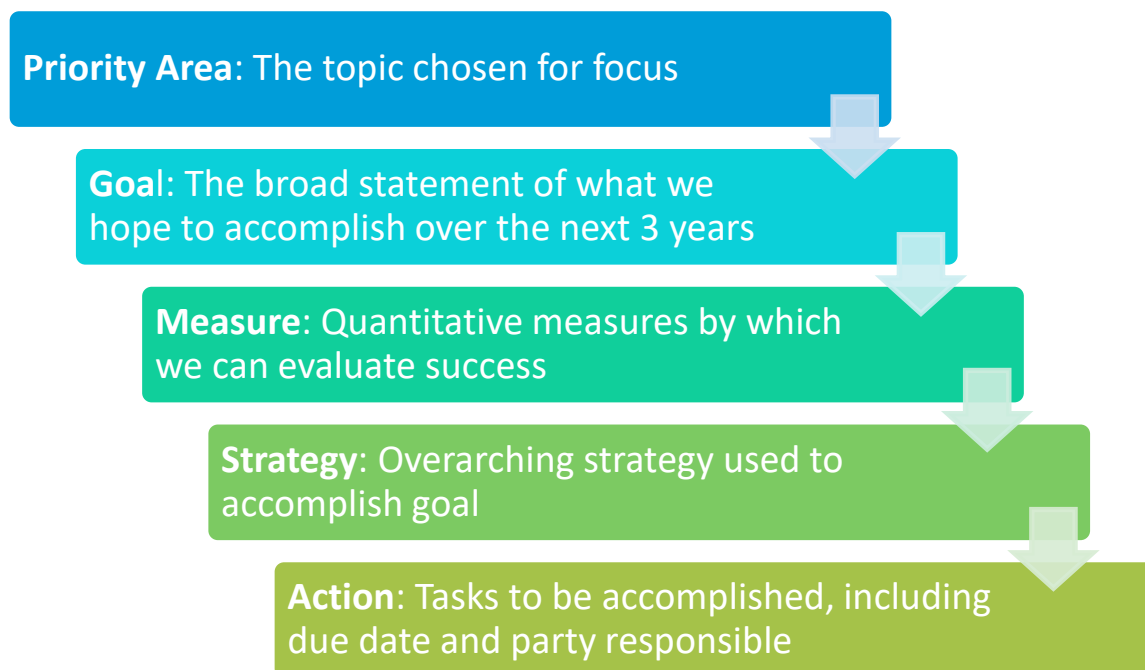 Priority Area: The topic chosen for focus
Goal: The broad statement of what we
hope to accomplish over the next 3 years
Measure: Quantitative measures by which
we can evaluate success
Strategy: Overarching strategy used to
accomplish goal
Action: Tasks to be accomplished, including
due date and party responsible